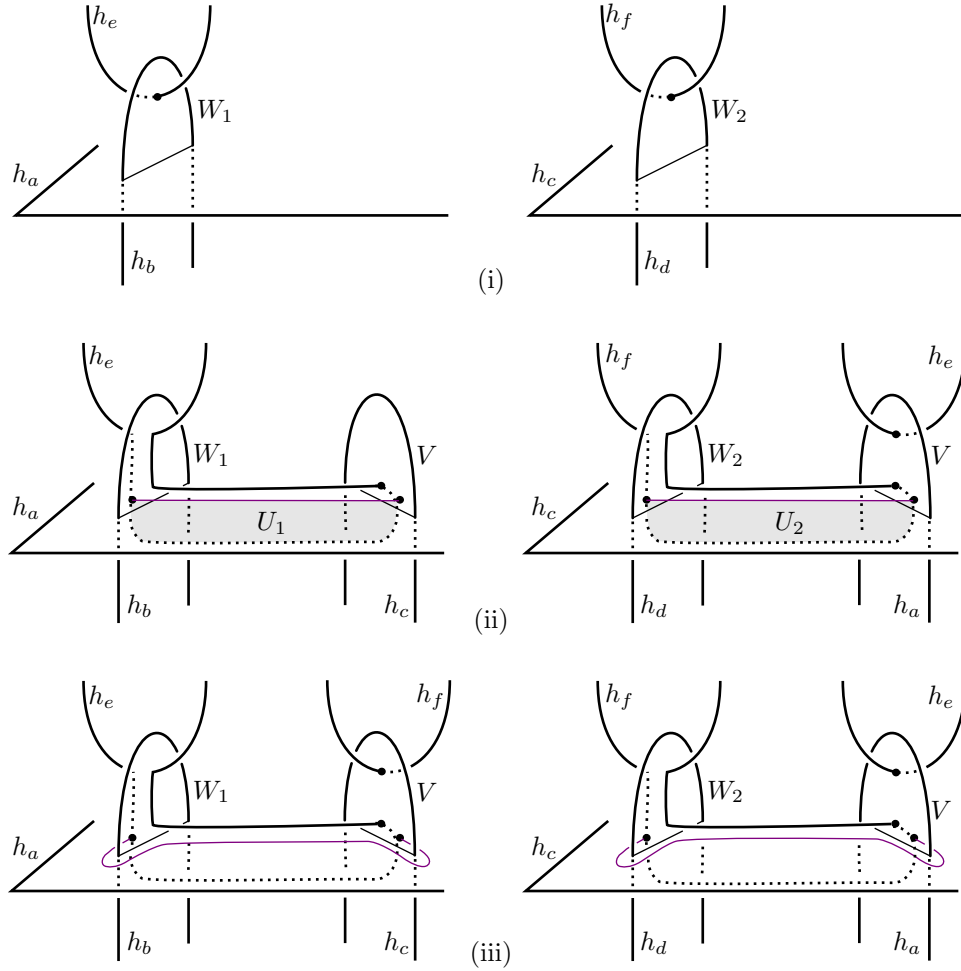 h_e h_f
W_1 W_2
h_a h_c
h_b h_d
(i)
h_e h_f h_e
W_1 V W_2 V
h_a U_1 h_c U_2
h_b h_c h_d h_a
(ii)
h_e h_f h_f h_e
W_1 V W_2 V
h_a h_c
h_b h_c h_d h_a
(iii)